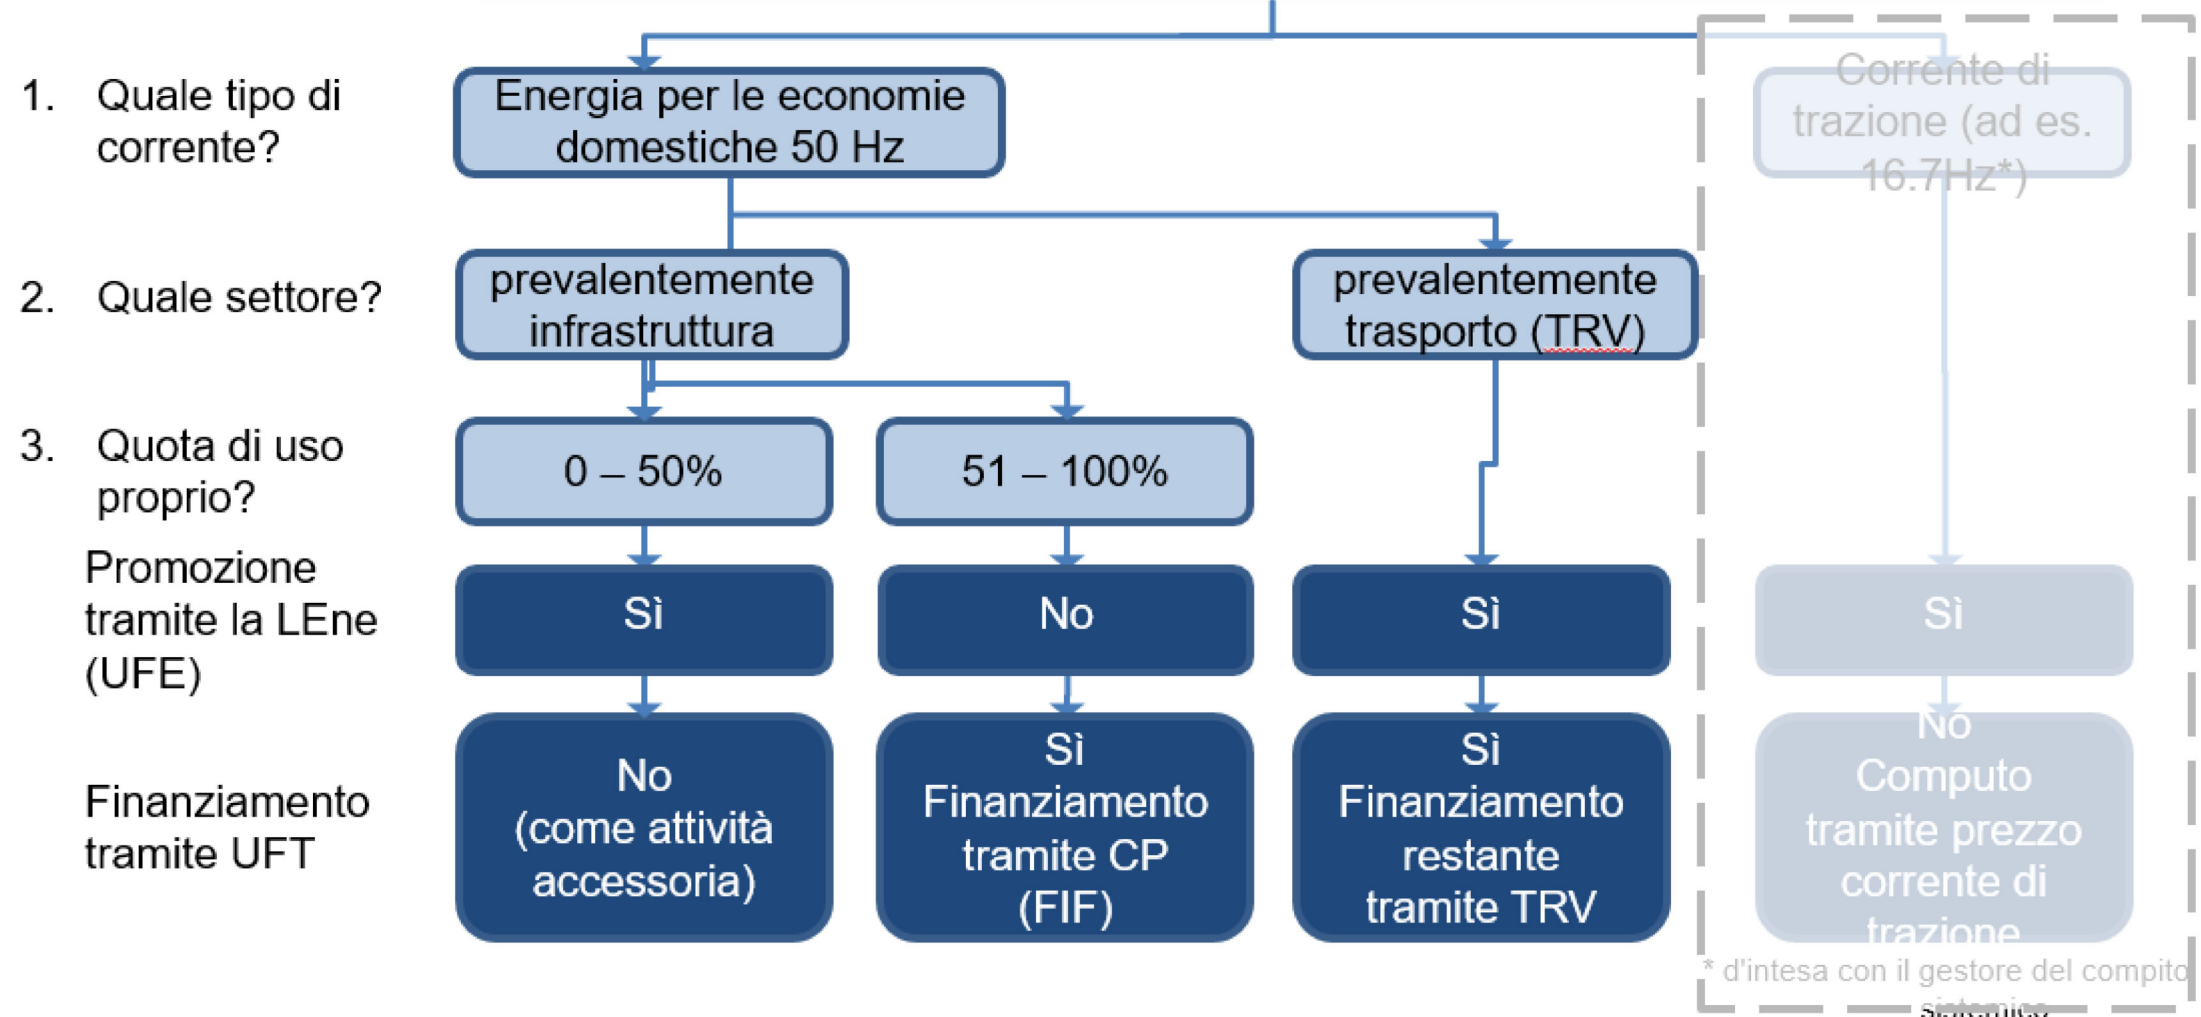 1. Quale tipo di
corrente?
Energia per le economie
domestiche 50 Hz
Corrente di
trazione (ad es.
16.7Hz*)
2. Quale settore?
prevalentemente
infrastruttura
prevalentemente
trasporto (TRV)
3. Quota di uso
proprio?
0 – 50%
51 – 100%
Promozione
tramite la LEne
(UFE)
Sì
No
Sì
Sì
Finanziamento
tramite UFT
No
(come attività
accessoria)
Sì
Finanziamento
tramite CP
(FIF)
Sì
Finanziamento
restante
tramite TRV
No
Computo
tramite prezzo
corrente di
trazione
* d'intesa con il gestore del compito
sistemico